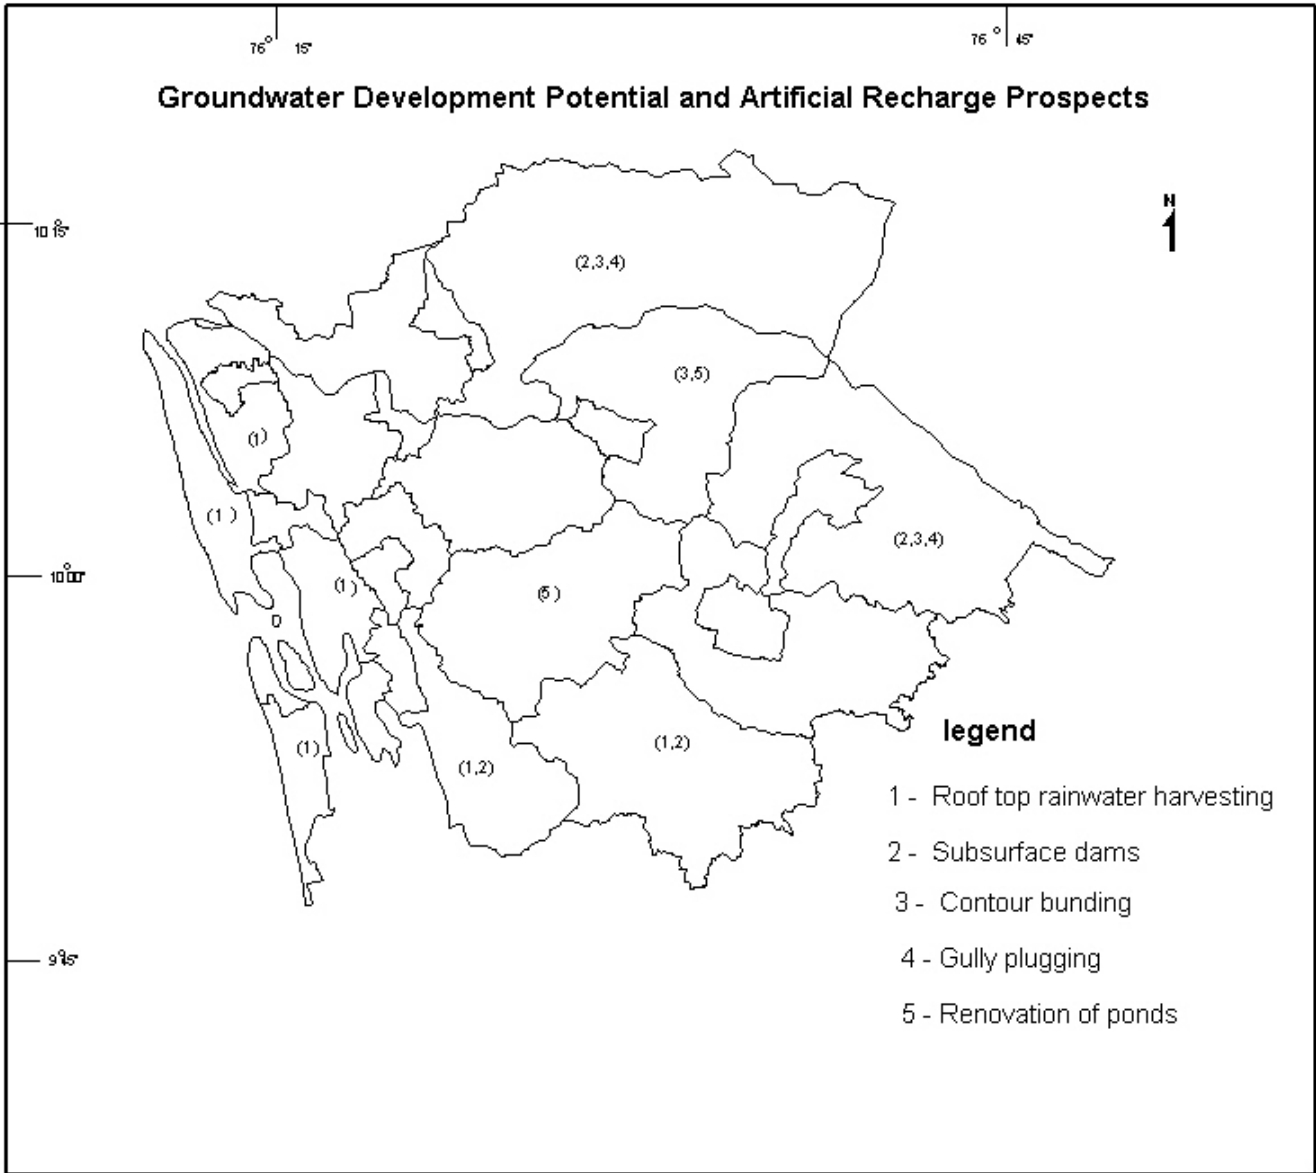 76° 15'
76° 45'
Groundwater Development Potential and Artificial Recharge Prospects
N
10°15'
(2,3,4)
(3,5)
(1)
(1)
(2,3,4)
10°00'
(1)
(5)
(1)
(1,2)
(1,2)
legend
1 - Roof top rainwater harvesting
2 - Subsurface dams
3 - Contour bunding
4 - Gully plugging
5 - Renovation of ponds
9°45'